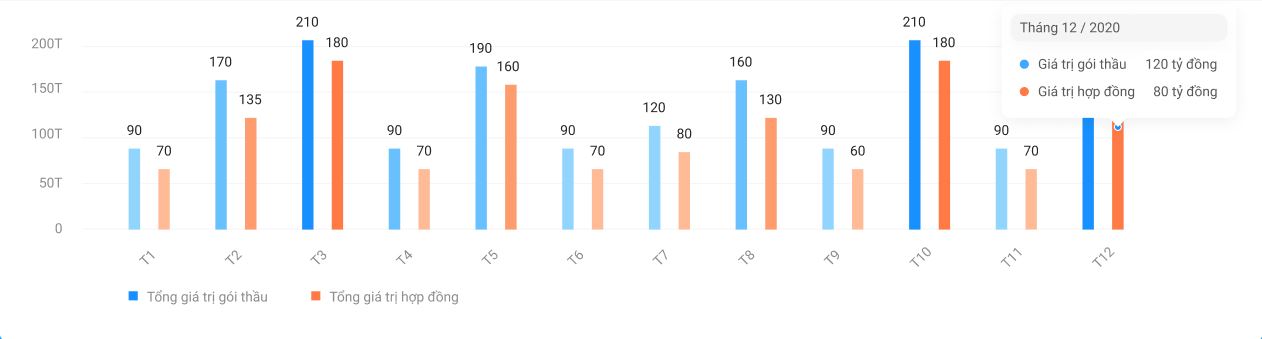 210
210
Tháng 12 / 2020
200T
180
180
190
170
160
160
Giá trị gói thầu 120 tỷ đồng
150T
135
130
120
Giá trị hợp đồng 80 tỷ đồng
100T
90
90
90
80
90
90
70
70
70
60
70
50T
0
T1 T2 T3 T4 T5 T6 T7 T8 T9 T10 T11 T12
Tổng giá trị gói thầu Tổng giá trị hợp đồng